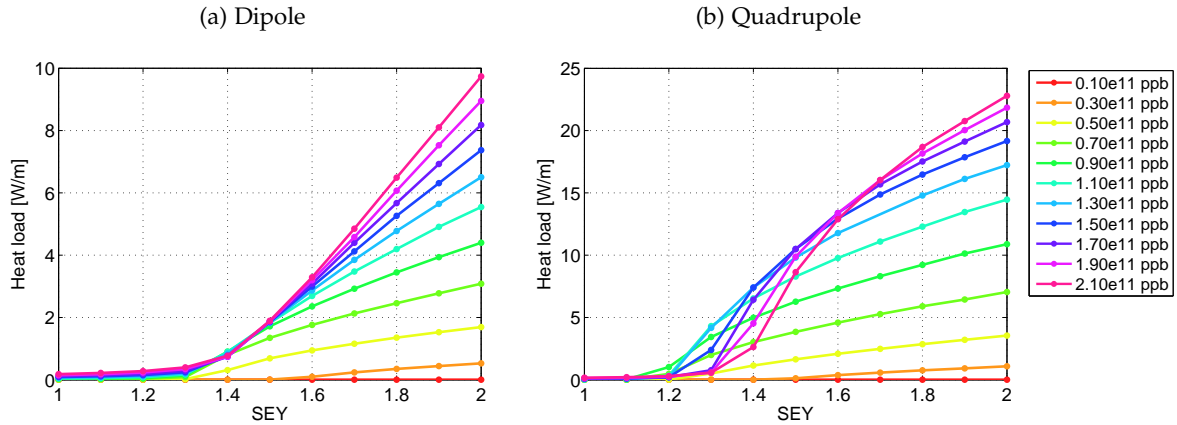 (a) Dipole
(b) Quadrupole
10
8
6
4
2
0
Heat load [W/m]
1
1.2
1.4
1.6
1.8
2
SEY
25
20
15
10
5
0
Heat load [W/m]
1
1.2
1.4
1.6
1.8
2
SEY
0.10e11 ppb
0.30e11 ppb
0.50e11 ppb
0.70e11 ppb
0.90e11 ppb
1.10e11 ppb
1.30e11 ppb
1.50e11 ppb
1.70e11 ppb
1.90e11 ppb
2.10e11 ppb